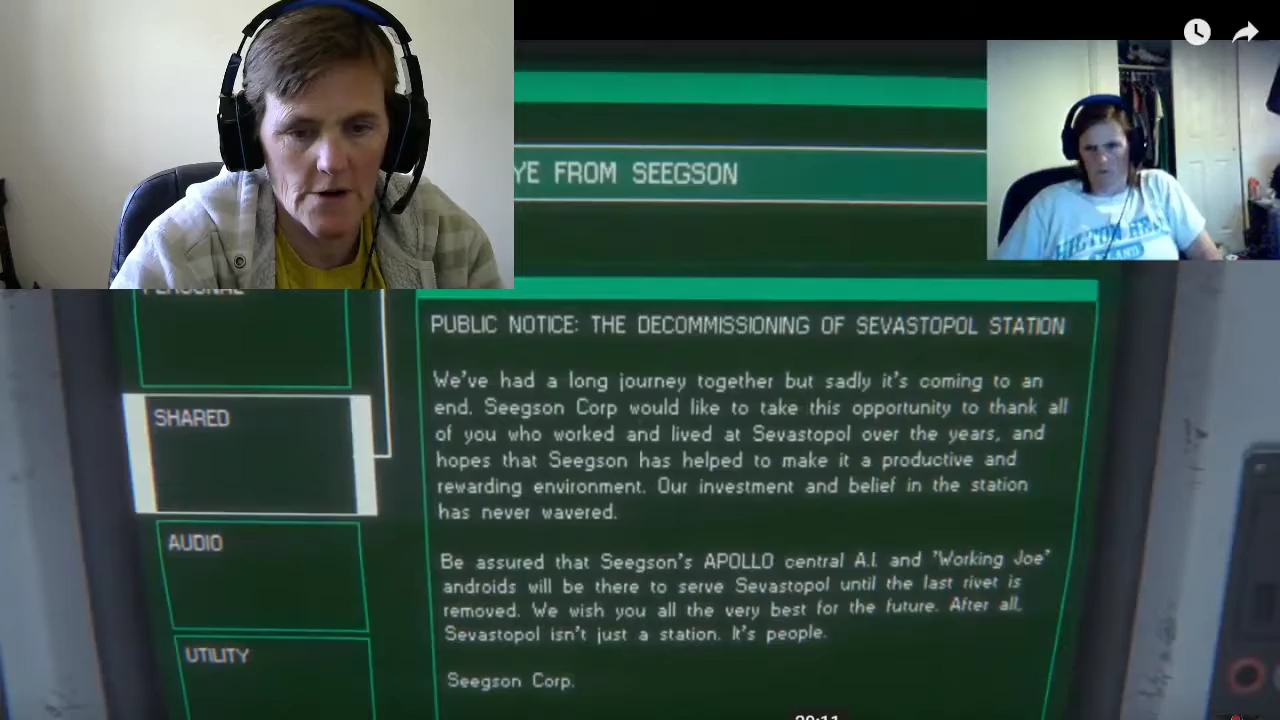 YE FROM SEEGSON
HILTON HEAD
PERSONAL
PUBLIC NOTICE: THE DECOMMISSIONING OF SEVASTOPOL STATION
We've had a long journey together but sadly it's coming to an
end. Seegson Corp would like to take this opportunity to thank all
SHARED
of you who worked and lived at Sevastopol over the years, and
hopes that Seegson has helped to make it a productive and
rewarding environment. Our investment and belief in the station
has never wavered.
AUDIO
Be assured that Seegson's APOLLO central A.I. and 'Working Joe'
androids will be there to serve Sevastopol until the last rivet is
removed. We wish you all the very best for the future. After all,
Sevastopol isn't just a station. It's people.
UTILITY
Seegson Corp.